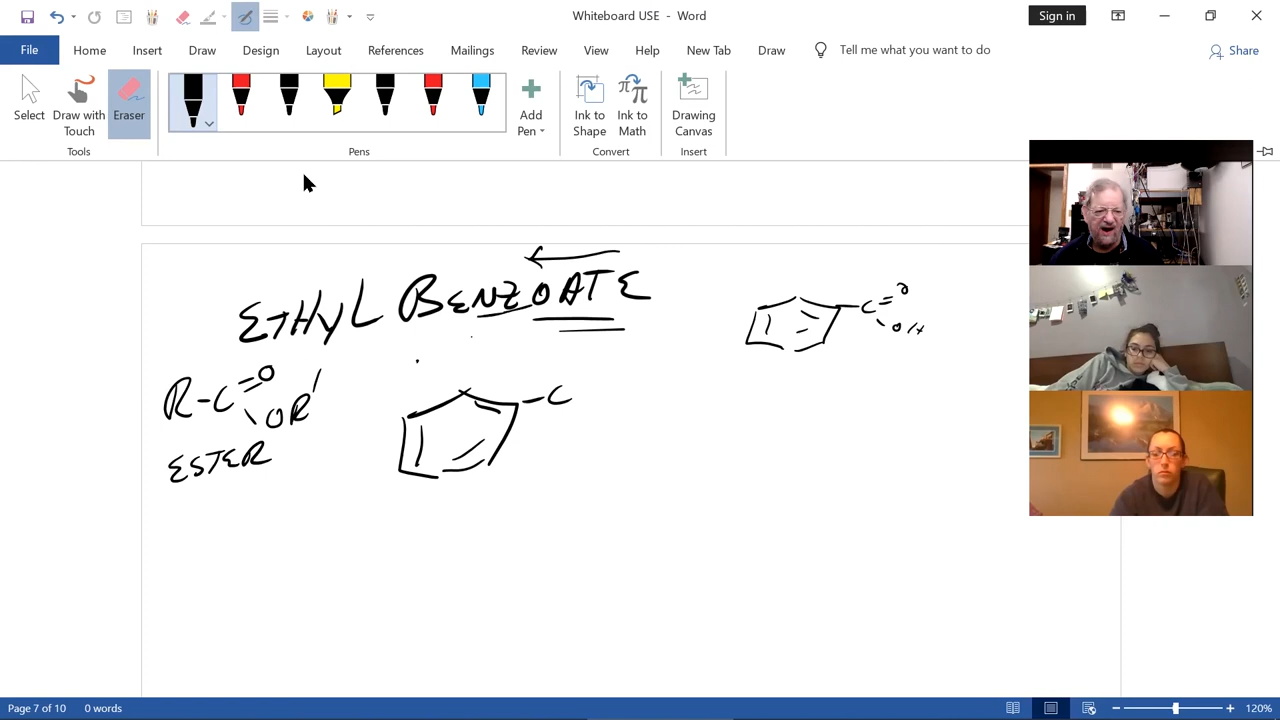 Whiteboard USE - Word
Sign in
File Home Insert Draw Design Layout References Mailings Review View Help New Tab Draw Tell me what you want to do Share
Select Draw with Touch Eraser Add Pen Ink to Shape Ink to Math Drawing Canvas
Tools Pens Convert Insert
ETHYL BENZOATE
C=O
OH
R-C=O
OR'
-C
ESTER
Page 7 of 10 0 words 120%